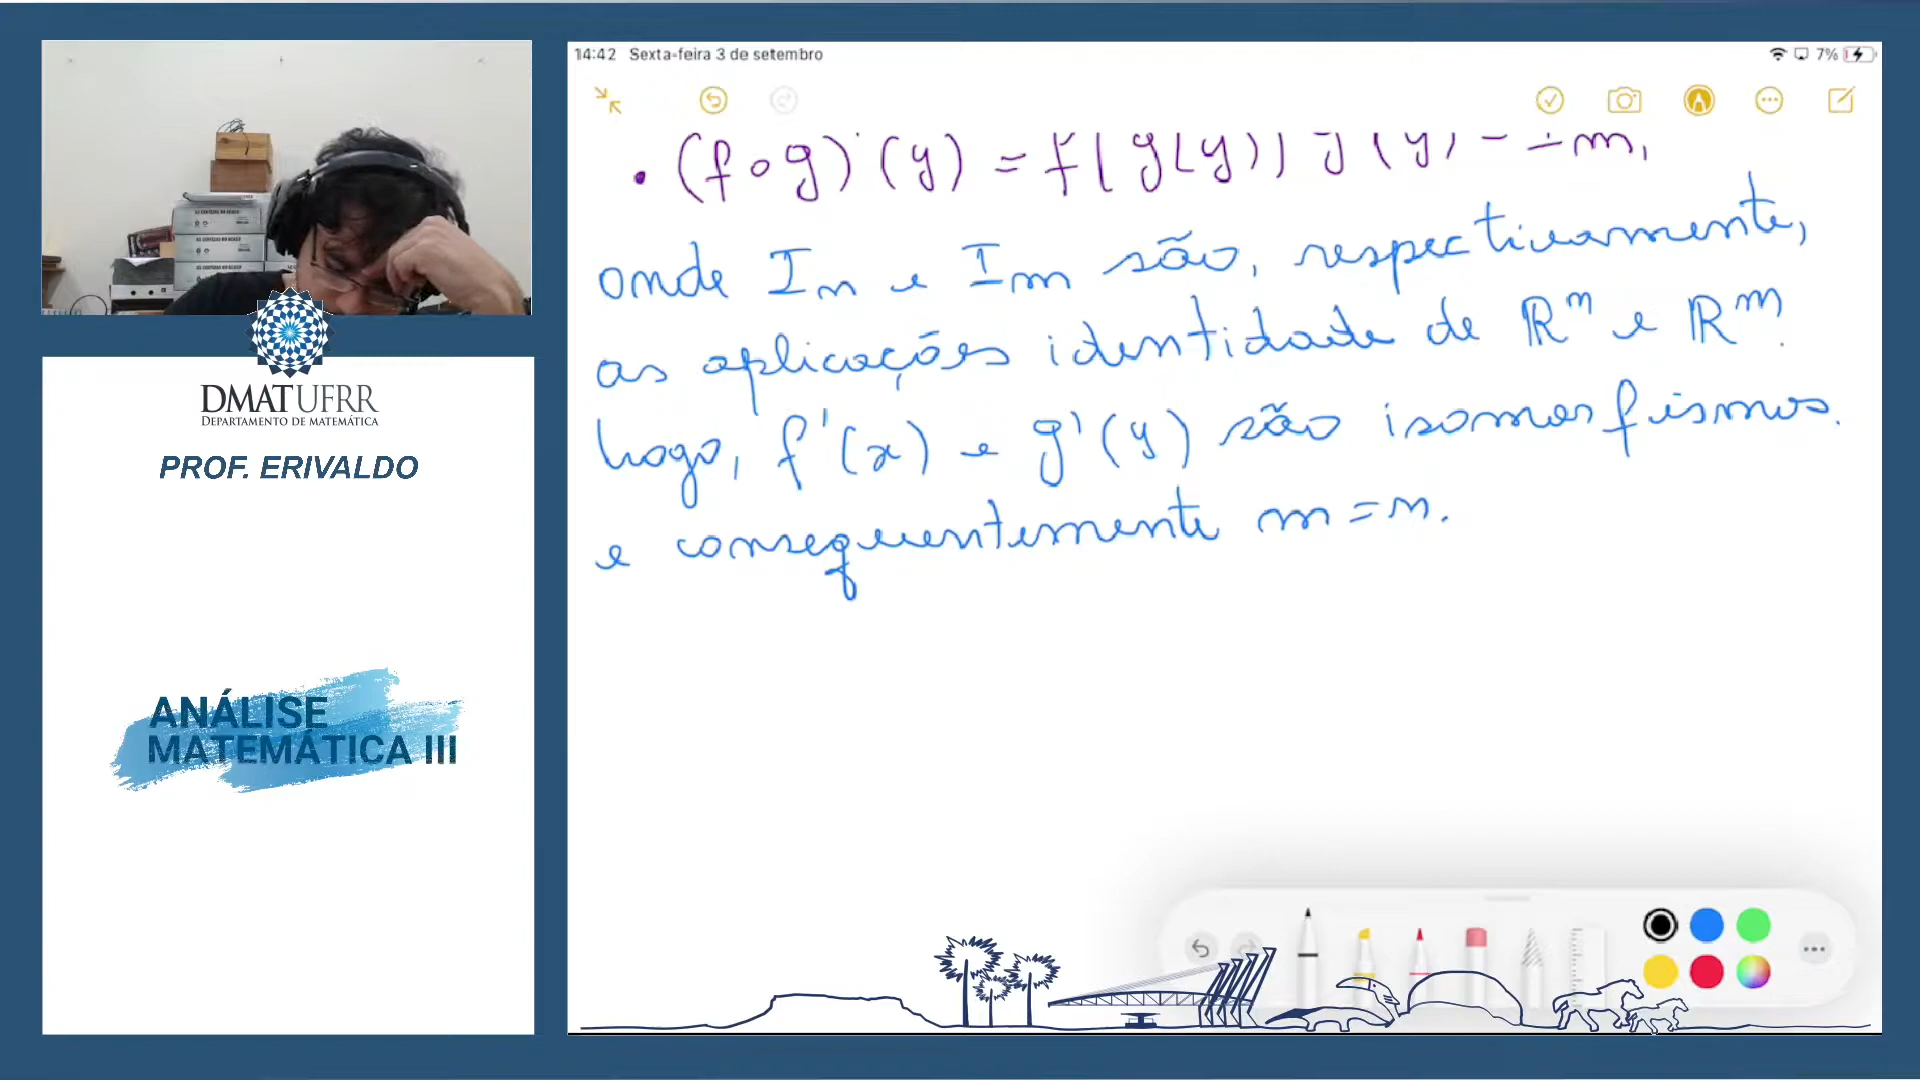 14:42 Sexta-feira 3 de setembro
7%
• (f o g)'(y) = f'(g(y)) g'(y) = Im,
onde In e Im são, respectivamente,
as aplicações identidade de ℝⁿ e ℝᵐ.
Logo, f'(x) e g'(y) são isomorfismos.
e consequentemente m = n.
DMAT UFRR
DEPARTAMENTO DE MATEMÁTICA
PROF. ERIVALDO
ANÁLISE
MATEMÁTICA III